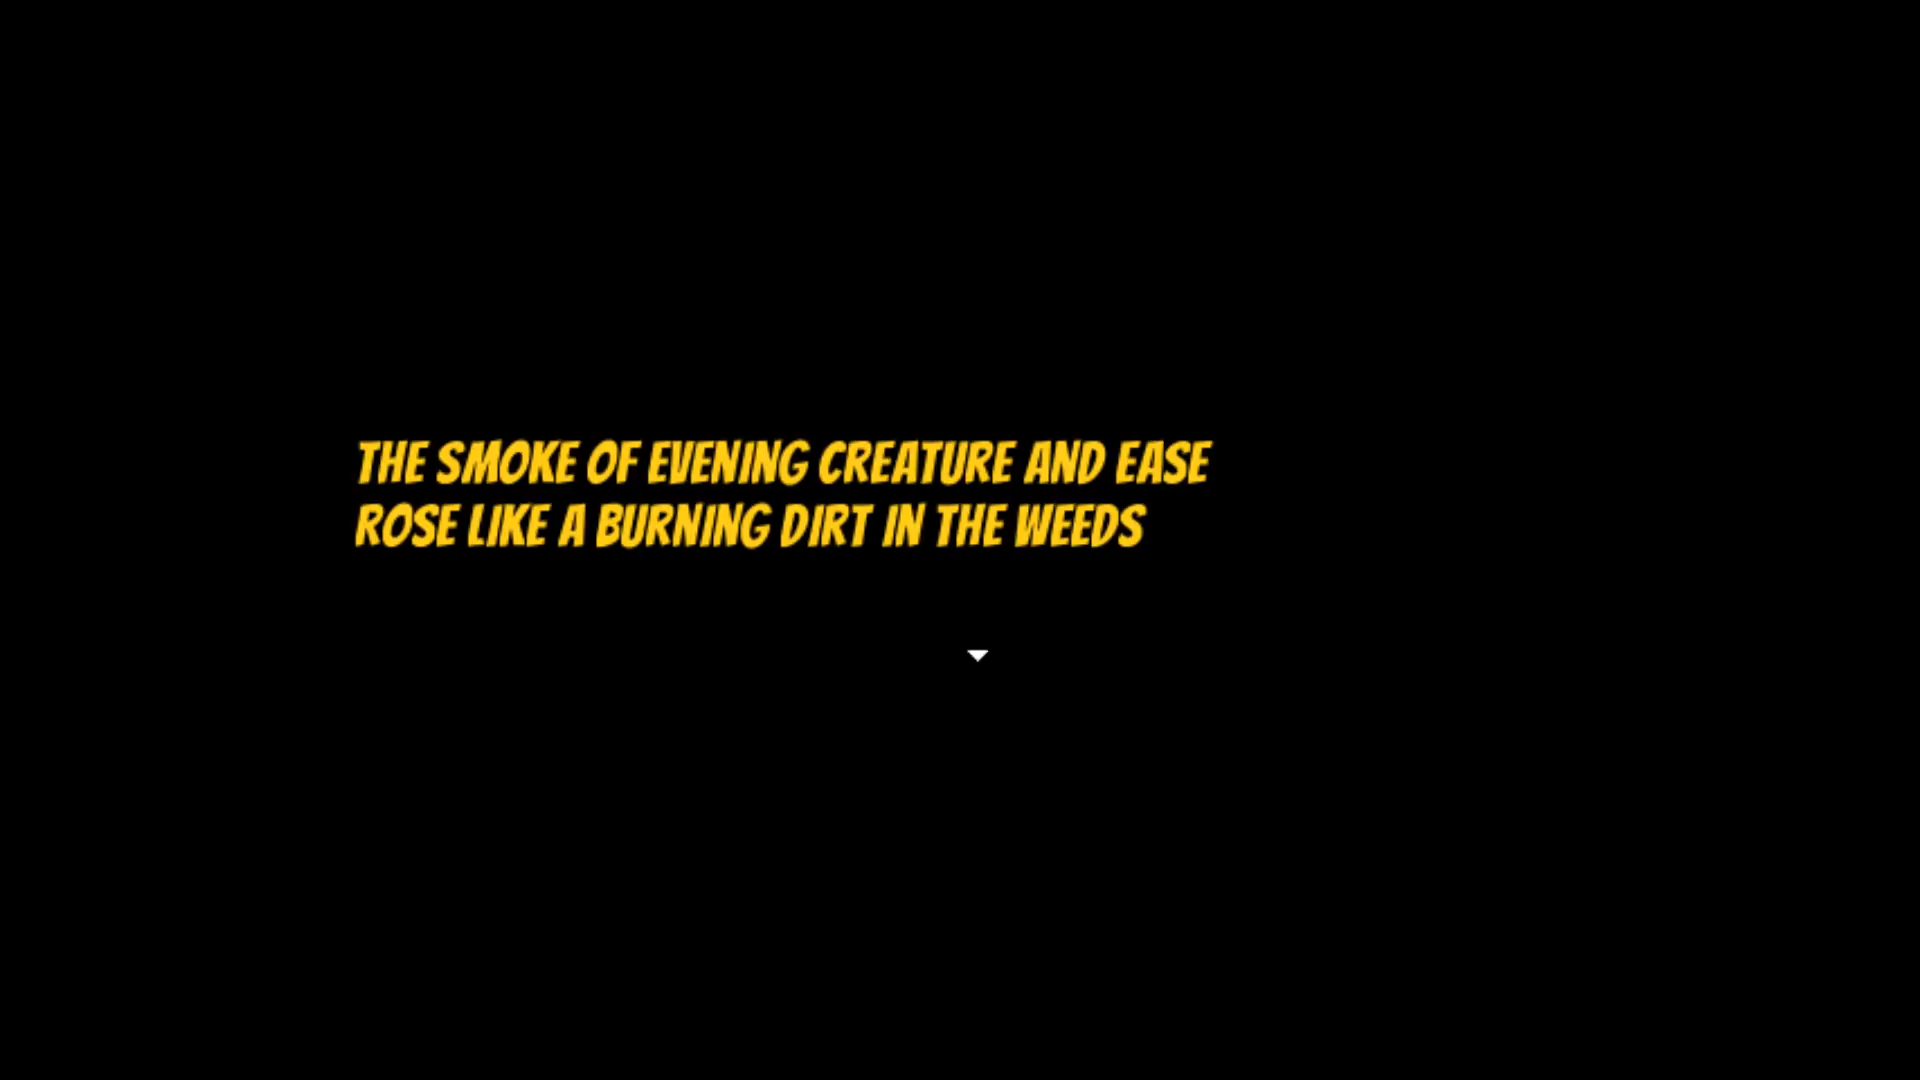 THE SMOKE OF EVENING CREATURE AND EASE
ROSE LIKE A BURNING DIRT IN THE WEEDS